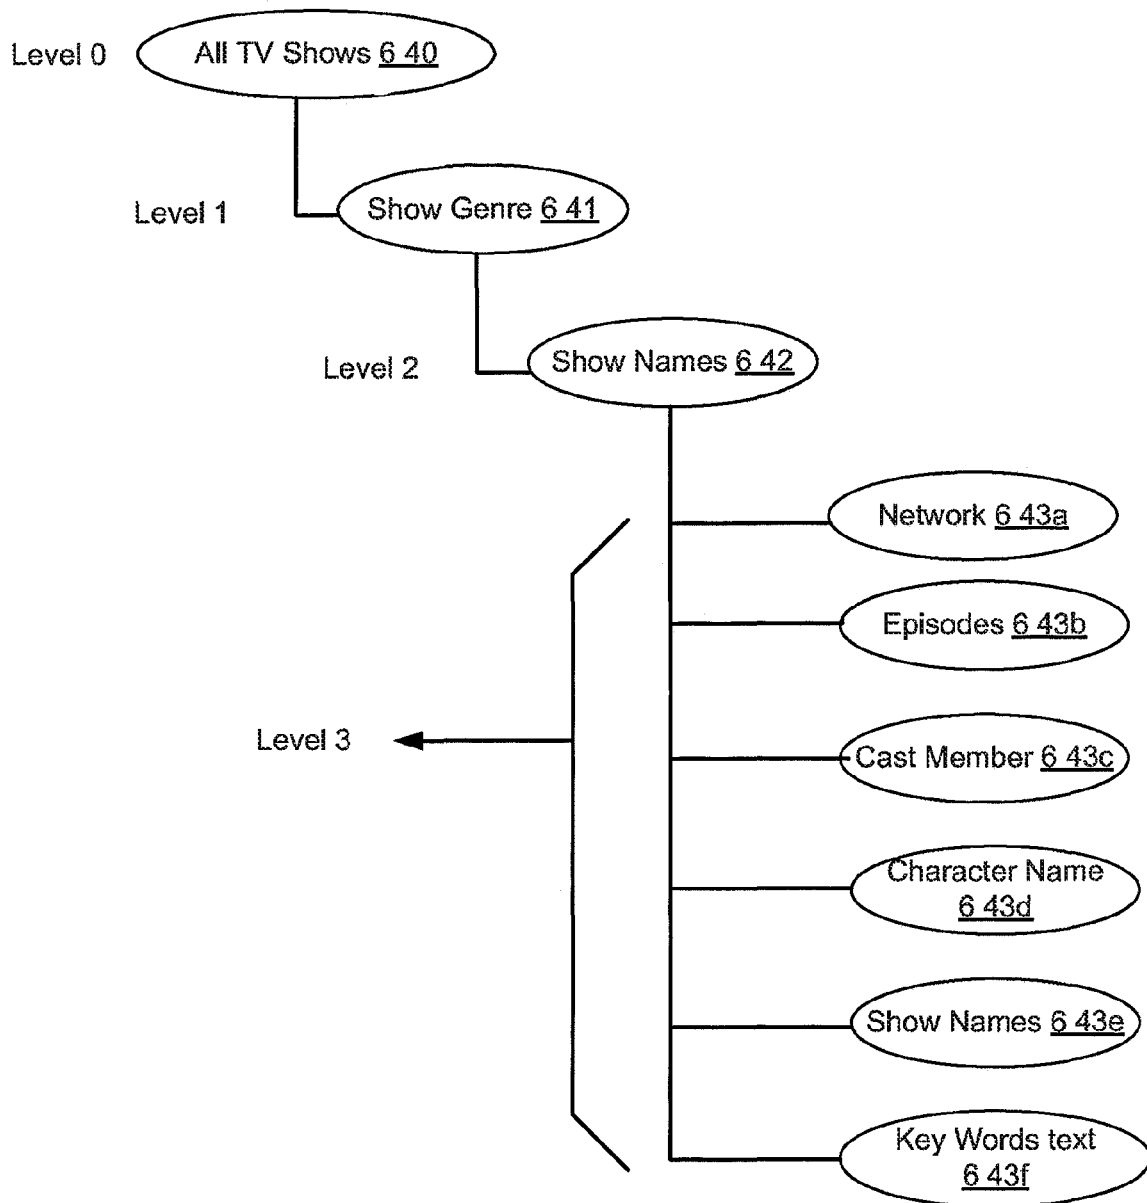 Level 0
All TV Shows 6 40
Level 1
Show Genre 6 41
Level 2
Show Names 6 42
Network 6 43a
Episodes 6 43b
Level 3
Cast Member 6 43c
Character Name
6 43d
Show Names 6 43e
Key Words text
6 43f